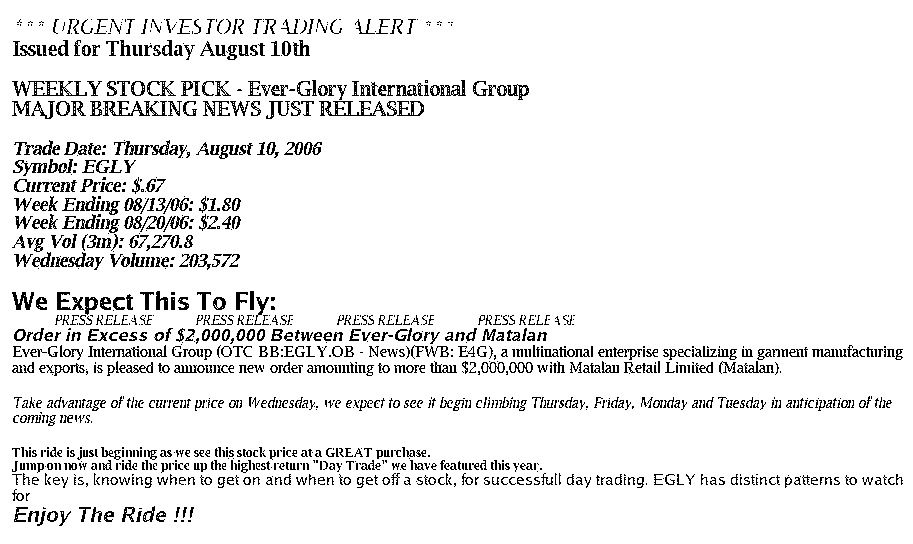 *** URGENT INVESTOR TRADING ALERT ***
Issued for Thursday August 10th
WEEKLY STOCK PICK - Ever-Glory International Group
MAJOR BREAKING NEWS JUST RELEASED
Trade Date: Thursday, August 10, 2006
Symbol: EGLY
Current Price: $.67
Week Ending 08/13/06: $1.80
Week Ending 08/20/06: $2.40
Avg Vol (3m): 67,270.8
Wednesday Volume: 203,572
We Expect This To Fly:
PRESS RELEASE PRESS RELEASE PRESS RELEASE PRESS RELEASE
Order in Excess of $2,000,000 Between Ever-Glory and Matalan
Ever-Glory International Group (OTC BB:EGLY.OB - News)(FWB: E4G), a multinational enterprise specializing in garment manufacturing
and exports, is pleased to announce new order amounting to more than $2,000,000 with Matalan Retail Limited (Matalan).
Take advantage of the current price on Wednesday, we expect to see it begin climbing Thursday, Friday, Monday and Tuesday in anticipation of the
coming news.
This ride is just beginning as we see this stock price at a GREAT purchase.
Jump on now and ride the price up the highest return "Day Trade" we have featured this year.
The key is, knowing when to get on and when to get off a stock, for successfull day trading. EGLY has distinct patterns to watch
for
Enjoy The Ride !!!